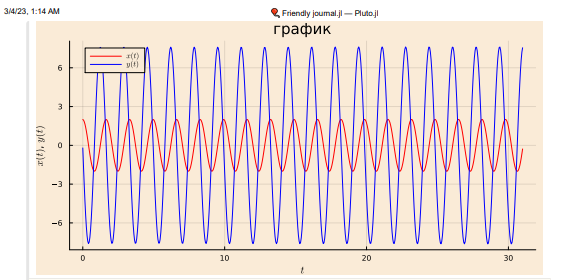 3/4/23, 1:14 AM
Friendly journal.jl — Pluto.jl
график
x(t)
y(t)
6
3
0
−3
−6
x(t), y(t)
0
10
20
30
t